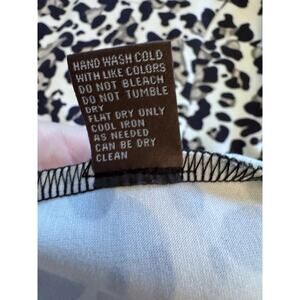 HAND WASH COLD
WITH LIKE COLORS
DO NOT BLEACH
DO NOT TUMBLE
DRY
FLAT DRY ONLY
COOL IRON
AS NEEDED
CAN BE DRY
CLEAN